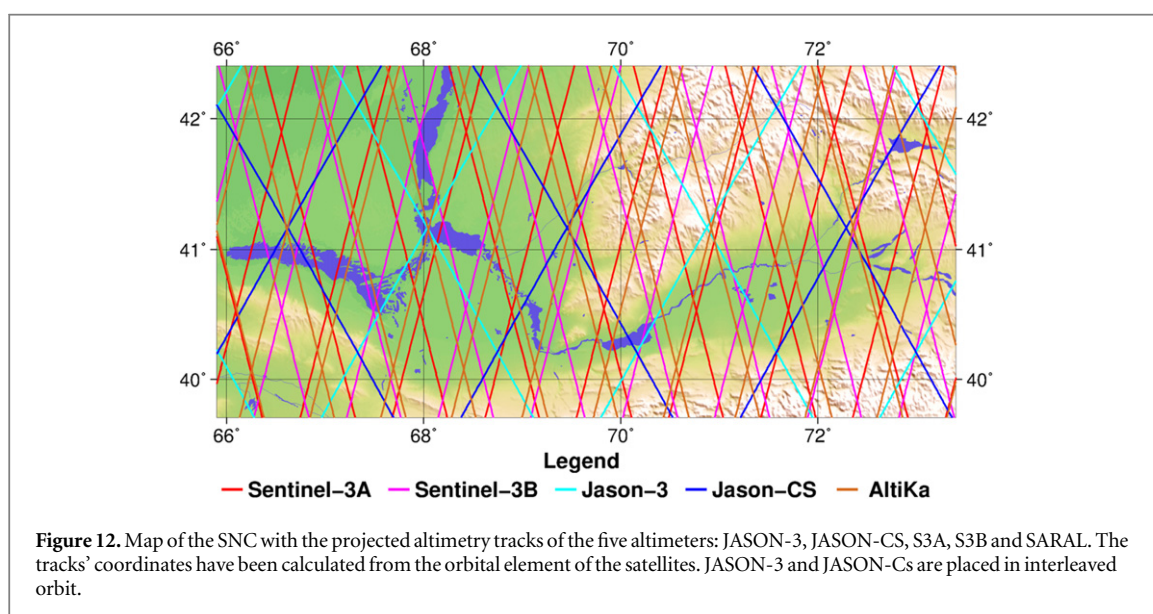 66˚ 68˚ 70˚ 72˚
42˚ 42˚
41˚ 41˚
40˚ 40˚
66˚ 68˚ 70˚ 72˚
Legend
Sentinel−3A Sentinel−3B Jason−3 Jason−CS AltiKa
Figure 12. Map of the SNC with the projected altimetry tracks of the five altimeters: JASON-3, JASON-CS, S3A, S3B and SARAL. The
tracks' coordinates have been calculated from the orbital element of the satellites. JASON-3 and JASON-Cs are placed in interleaved
orbit.